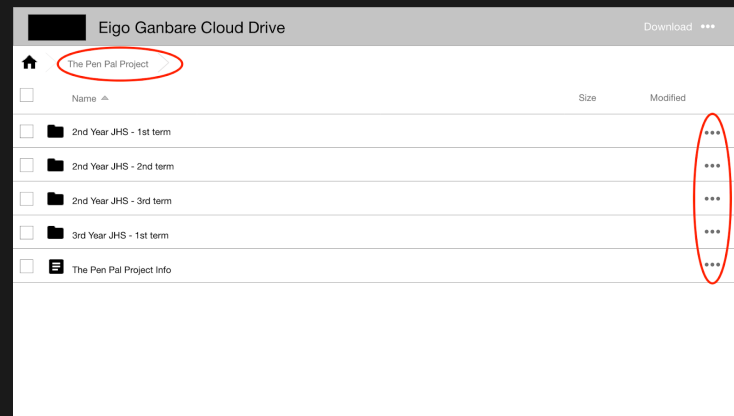 Eigo Ganbare Cloud Drive
Download •••
The Pen Pal Project
Name Size Modified
2nd Year JHS - 1st term •••
2nd Year JHS - 2nd term •••
2nd Year JHS - 3rd term •••
3rd Year JHS - 1st term •••
The Pen Pal Project Info •••